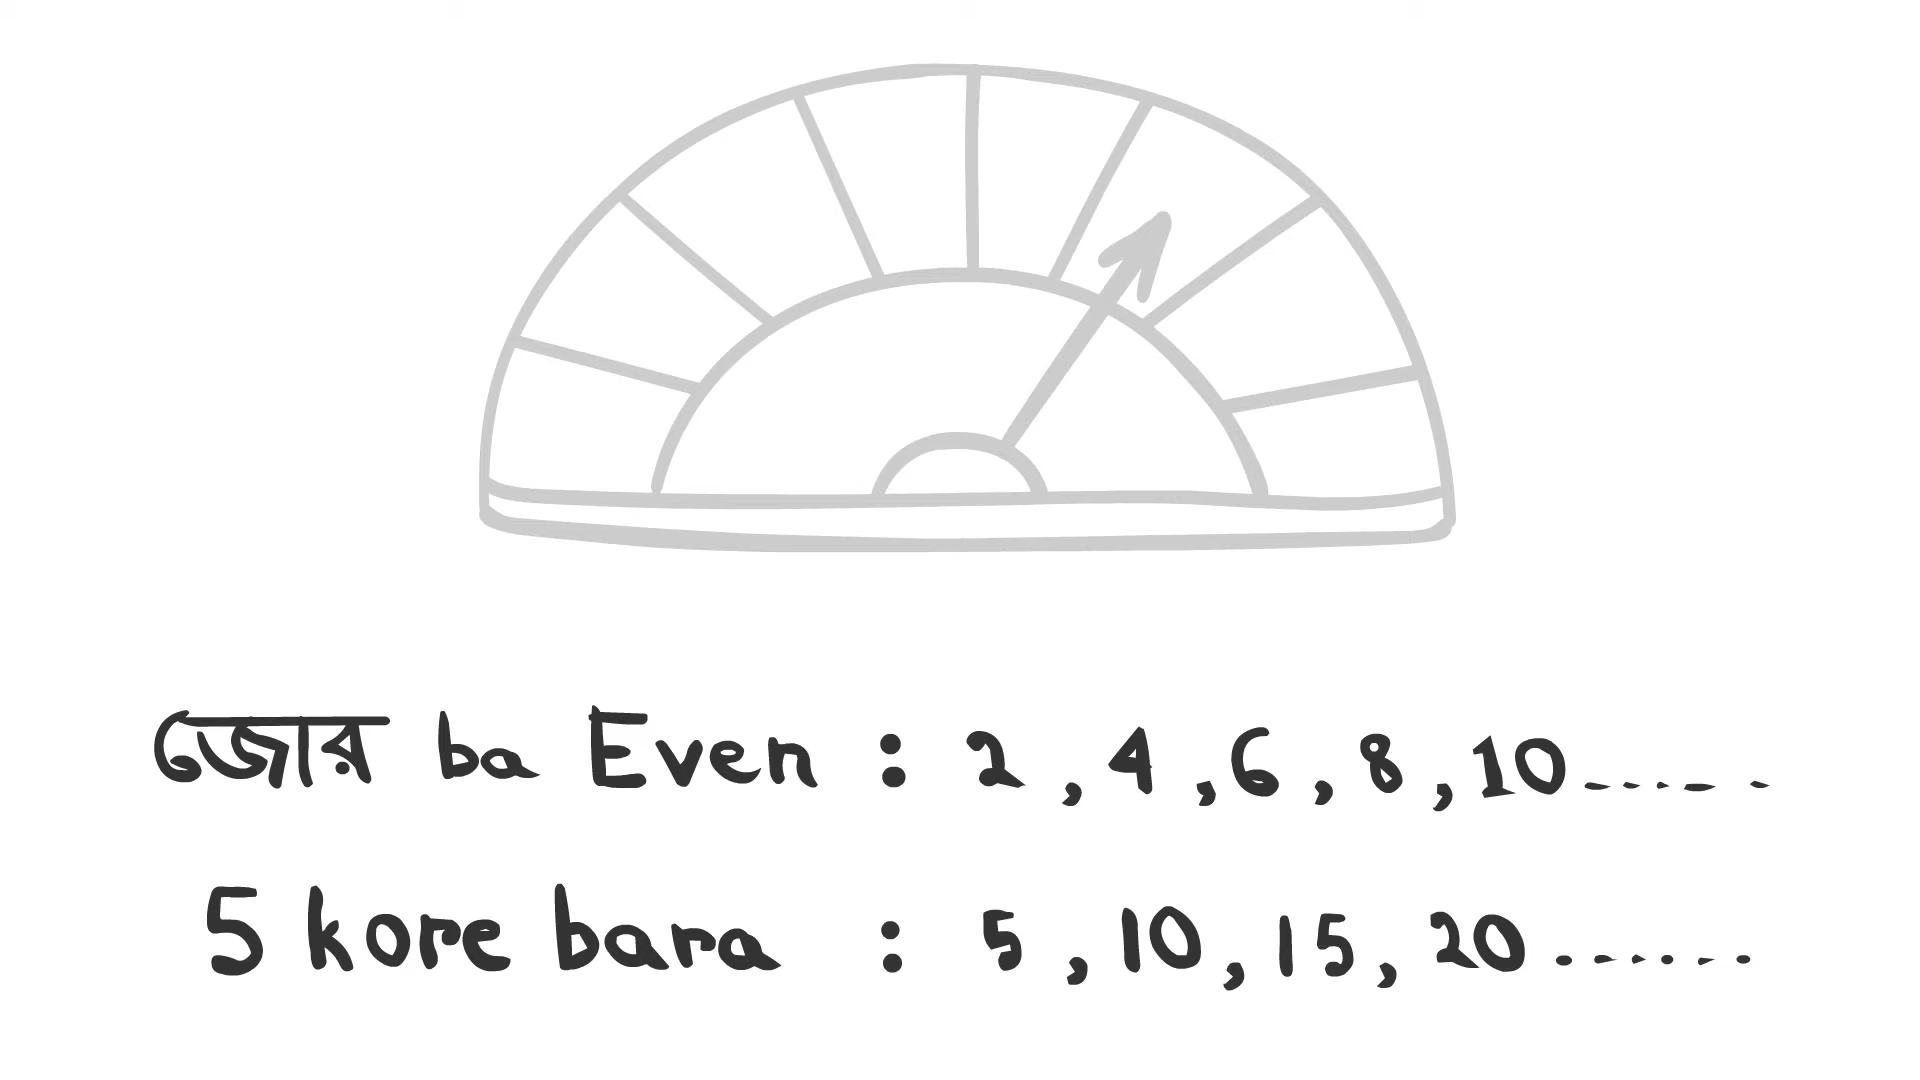 জোর ba Even : 2, 4, 6, 8, 10.......
5 kore bara : 5, 10, 15, 20.......